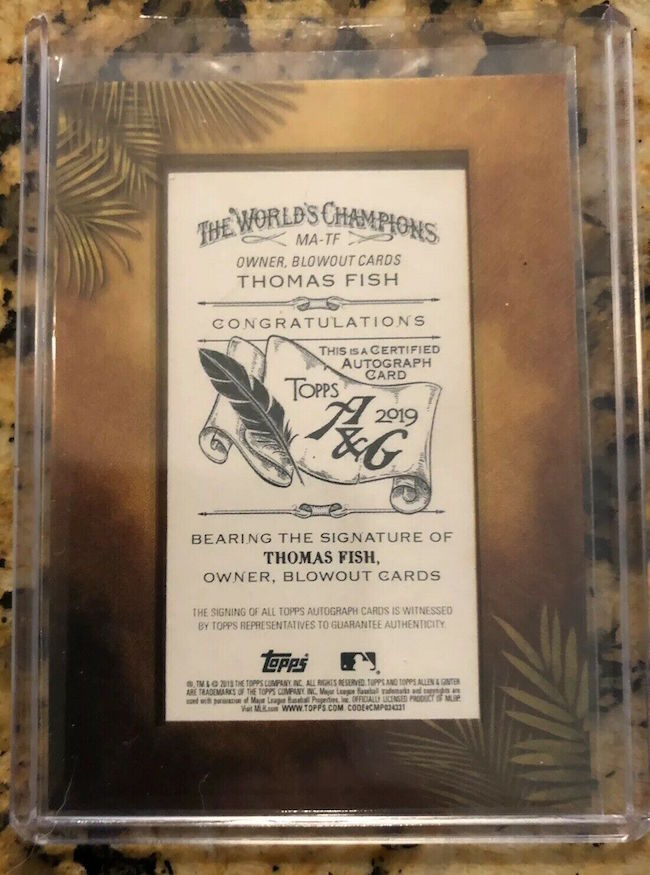 THE WORLD'S CHAMPIONS
MA-TF
OWNER, BLOWOUT CARDS
THOMAS FISH
CONGRATULATIONS
THIS IS A CERTIFIED
AUTOGRAPH
CARD
TOPPS
A&G
2019
BEARING THE SIGNATURE OF
THOMAS FISH,
OWNER, BLOWOUT CARDS
THE SIGNING OF ALL TOPPS AUTOGRAPH CARDS IS WITNESSED
BY TOPPS REPRESENTATIVES TO GUARANTEE AUTHENTICITY.
topps
®, TM & © 2019 THE TOPPS COMPANY, INC. ALL RIGHTS RESERVED. TOPPS AND TOPPS ALLEN & GINTER
ARE TRADEMARKS OF THE TOPPS COMPANY, INC. Major League Baseball trademarks and copyrights are
used with permission of Major League Baseball Properties, Inc. OFFICIALLY LICENSED PRODUCT OF MLBP.
Visit MLB.com WWW.TOPPS.COM CODE#CMP034331